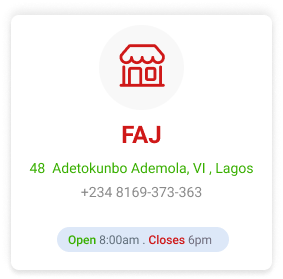 FAJ
48 Adetokunbo Ademola, VI , Lagos
+234 8169-373-363
Open 8:00am . Closes 6pm